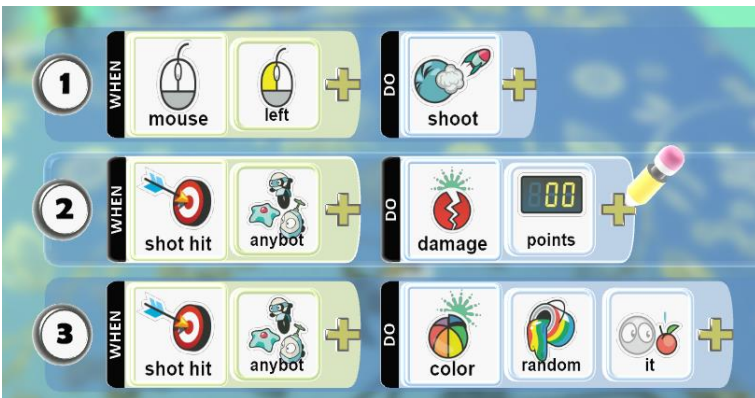 1 WHEN mouse left DO shoot
2 WHEN shot hit anybot DO damage 00 points
3 WHEN shot hit anybot DO color random it